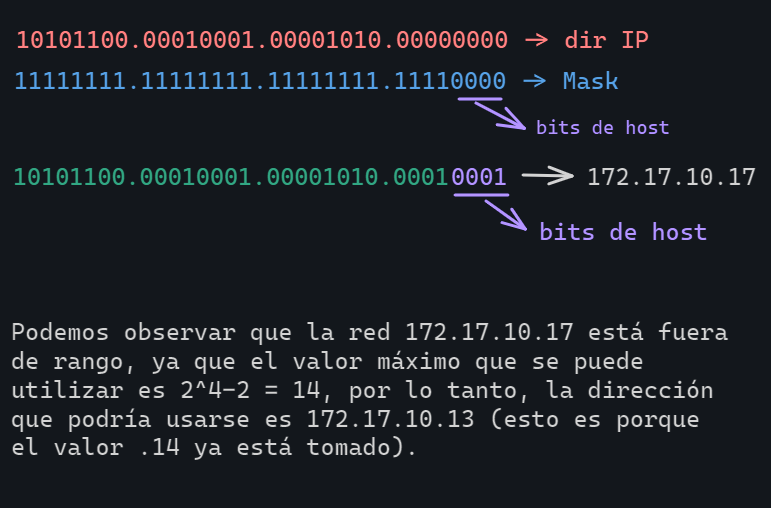 10101100.00010001.00001010.00000000 → dir IP
11111111.11111111.11111111.11110000 → Mask
bits de host
10101100.00010001.00001010.00010001 → 172.17.10.17
bits de host
Podemos observar que la red 172.17.10.17 está fuera
de rango, ya que el valor máximo que se puede
utilizar es 2^4-2 = 14, por lo tanto, la dirección
que podría usarse es 172.17.10.13 (esto es porque
el valor .14 ya está tomado).